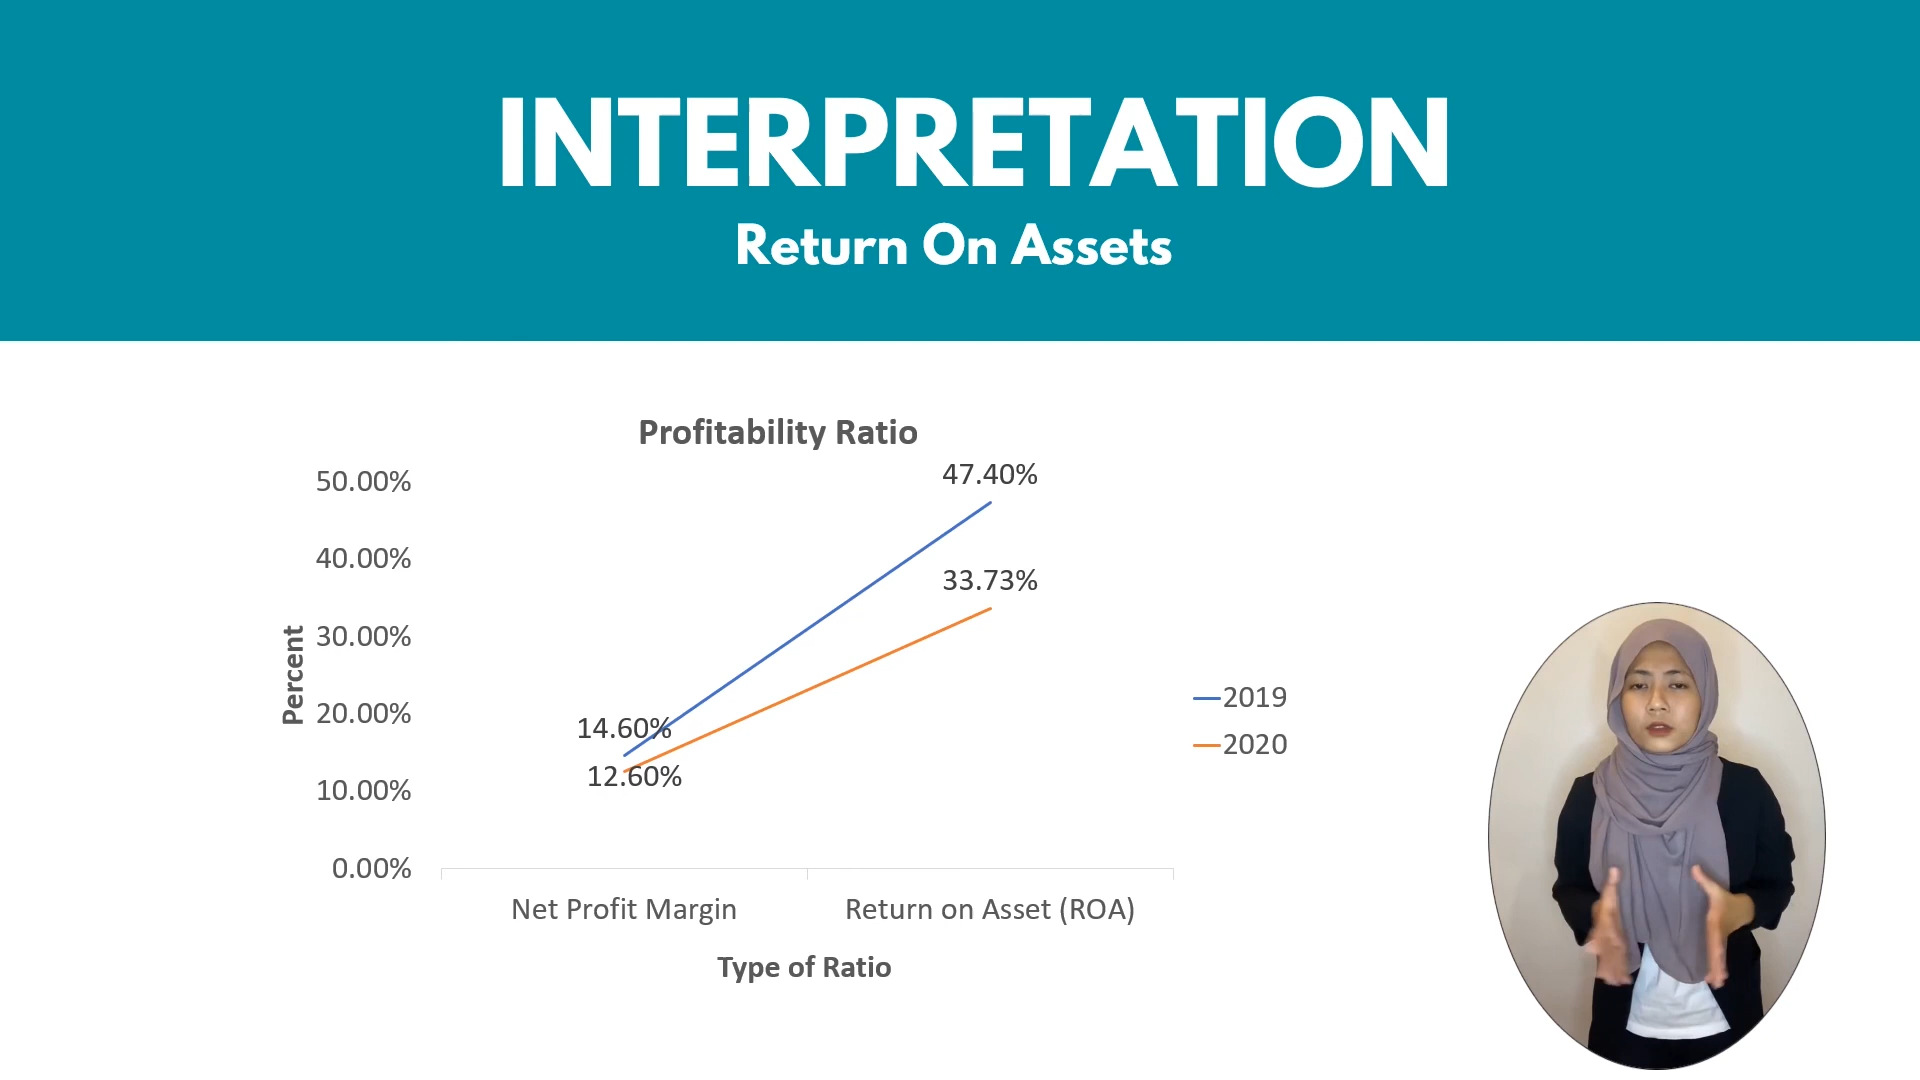 INTERPRETATION
Return On Assets
Profitability Ratio
50.00%
40.00%
30.00%
20.00%
10.00%
0.00%
Percent
47.40%
33.73%
14.60%
12.60%
2019
2020
Net Profit Margin
Return on Asset (ROA)
Type of Ratio